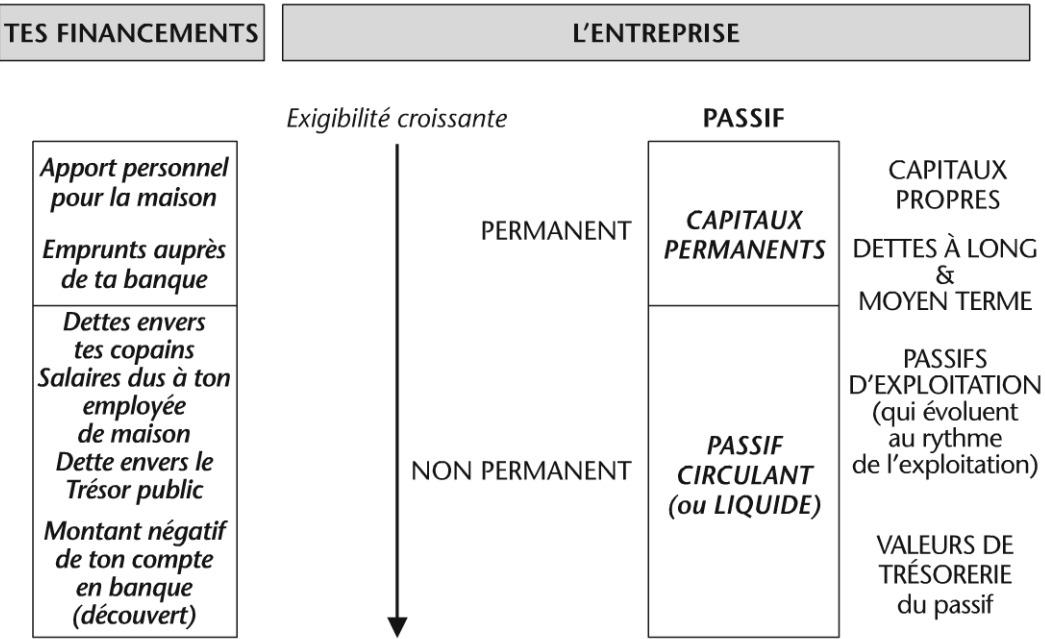 TES FINANCEMENTS
L'ENTREPRISE
Exigibilité croissante
PASSIF
Apport personnel
pour la maison
Emprunts auprès
de ta banque
Dettes envers
tes copains
Salaires dus à ton
employée
de maison
Dette envers le
Trésor public
Montant négatif
de ton compte
en banque
(découvert)
PERMANENT
NON PERMANENT
CAPITAUX
PERMANENTS
PASSIF
CIRCULANT
(ou LIQUIDE)
CAPITAUX
PROPRES
DETTES À LONG
&
MOYEN TERME
PASSIFS
D'EXPLOITATION
(qui évoluent
au rythme
de l'exploitation)
VALEURS DE
TRÉSORERIE
du passif